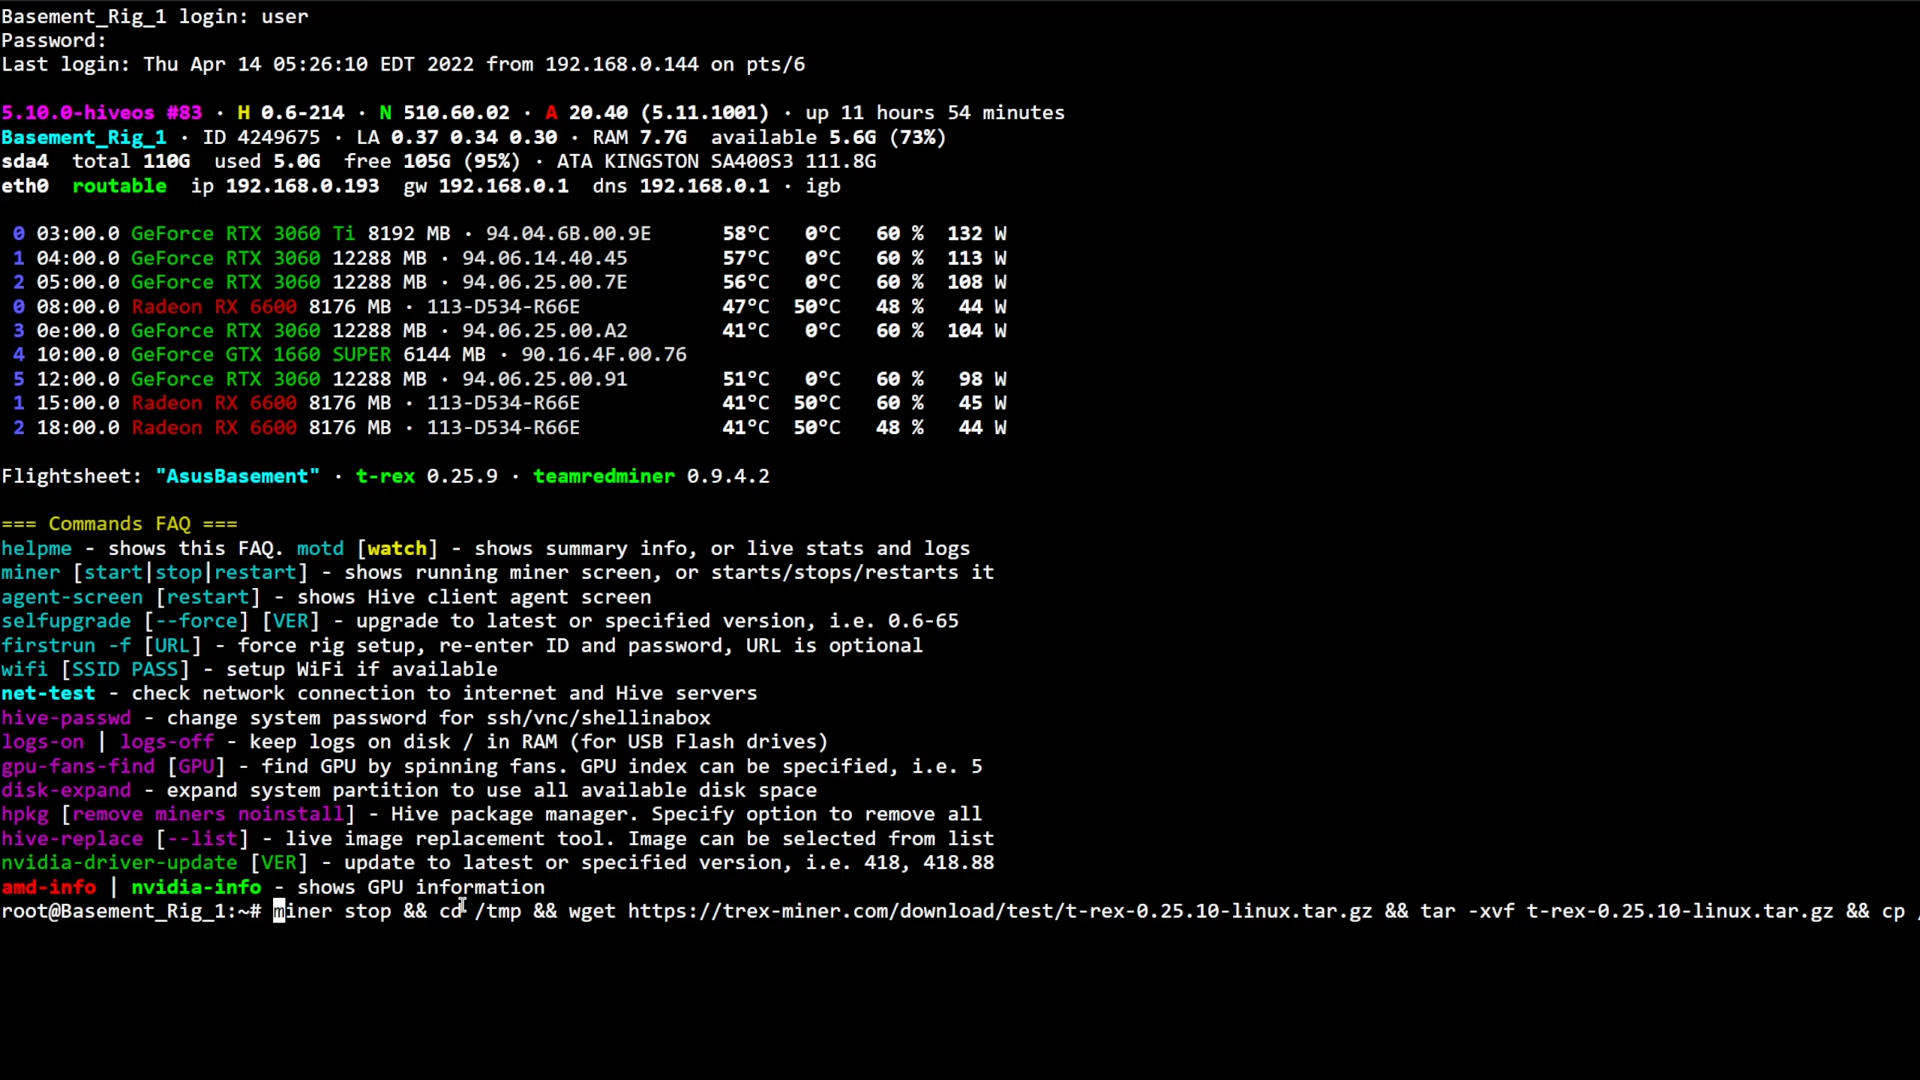 Basement_Rig_1 login: user
Password:
Last login: Thu Apr 14 05:26:10 EDT 2022 from 192.168.0.144 on pts/6
5.10.0-hiveos #83 · H 0.6-214 · N 510.60.02 · A 20.40 (5.11.1001) · up 11 hours 54 minutes
Basement_Rig_1 · ID 4249675 · LA 0.37 0.34 0.30 · RAM 7.7G available 5.6G (73%)
sda4 total 110G used 5.0G free 105G (95%) · ATA KINGSTON SA400S3 111.8G
eth0 routable ip 192.168.0.193 gw 192.168.0.1 dns 192.168.0.1 · igb
0 03:00.0 GeForce RTX 3060 Ti 8192 MB · 94.04.6B.00.9E 58°C 0°C 60 % 132 W
1 04:00.0 GeForce RTX 3060 12288 MB · 94.06.14.40.45 57°C 0°C 60 % 113 W
2 05:00.0 GeForce RTX 3060 12288 MB · 94.06.25.00.7E 56°C 0°C 60 % 108 W
0 08:00.0 Radeon RX 6600 8176 MB · 113-D534-R66E 47°C 50°C 48 % 44 W
3 0e:00.0 GeForce RTX 3060 12288 MB · 94.06.25.00.A2 41°C 0°C 60 % 104 W
4 10:00.0 GeForce GTX 1660 SUPER 6144 MB · 90.16.4F.00.76
5 12:00.0 GeForce RTX 3060 12288 MB · 94.06.25.00.91 51°C 0°C 60 % 98 W
1 15:00.0 Radeon RX 6600 8176 MB · 113-D534-R66E 41°C 50°C 60 % 45 W
2 18:00.0 Radeon RX 6600 8176 MB · 113-D534-R66E 41°C 50°C 48 % 44 W
Flightsheet: "AsusBasement" · t-rex 0.25.9 · teamredminer 0.9.4.2
=== Commands FAQ ===
helpme - shows this FAQ. motd [watch] - shows summary info, or live stats and logs
miner [start|stop|restart] - shows running miner screen, or starts/stops/restarts it
agent-screen [restart] - shows Hive client agent screen
selfupgrade [--force] [VER] - upgrade to latest or specified version, i.e. 0.6-65
firstrun -f [URL] - force rig setup, re-enter ID and password, URL is optional
wifi [SSID PASS] - setup WiFi if available
net-test - check network connection to internet and Hive servers
hive-passwd - change system password for ssh/vnc/shellinabox
logs-on | logs-off - keep logs on disk / in RAM (for USB Flash drives)
gpu-fans-find [GPU] - find GPU by spinning fans. GPU index can be specified, i.e. 5
disk-expand - expand system partition to use all available disk space
hpkg [remove miners noinstall] - Hive package manager. Specify option to remove all
hive-replace [--list] - live image replacement tool. Image can be selected from list
nvidia-driver-update [VER] - update to latest or specified version, i.e. 418, 418.88
amd-info | nvidia-info - shows GPU information
root@Basement_Rig_1:~# miner stop && cd /tmp && wget https://trex-miner.com/download/test/t-rex-0.25.10-linux.tar.gz && tar -xvf t-rex-0.25.10-linux.tar.gz && cp